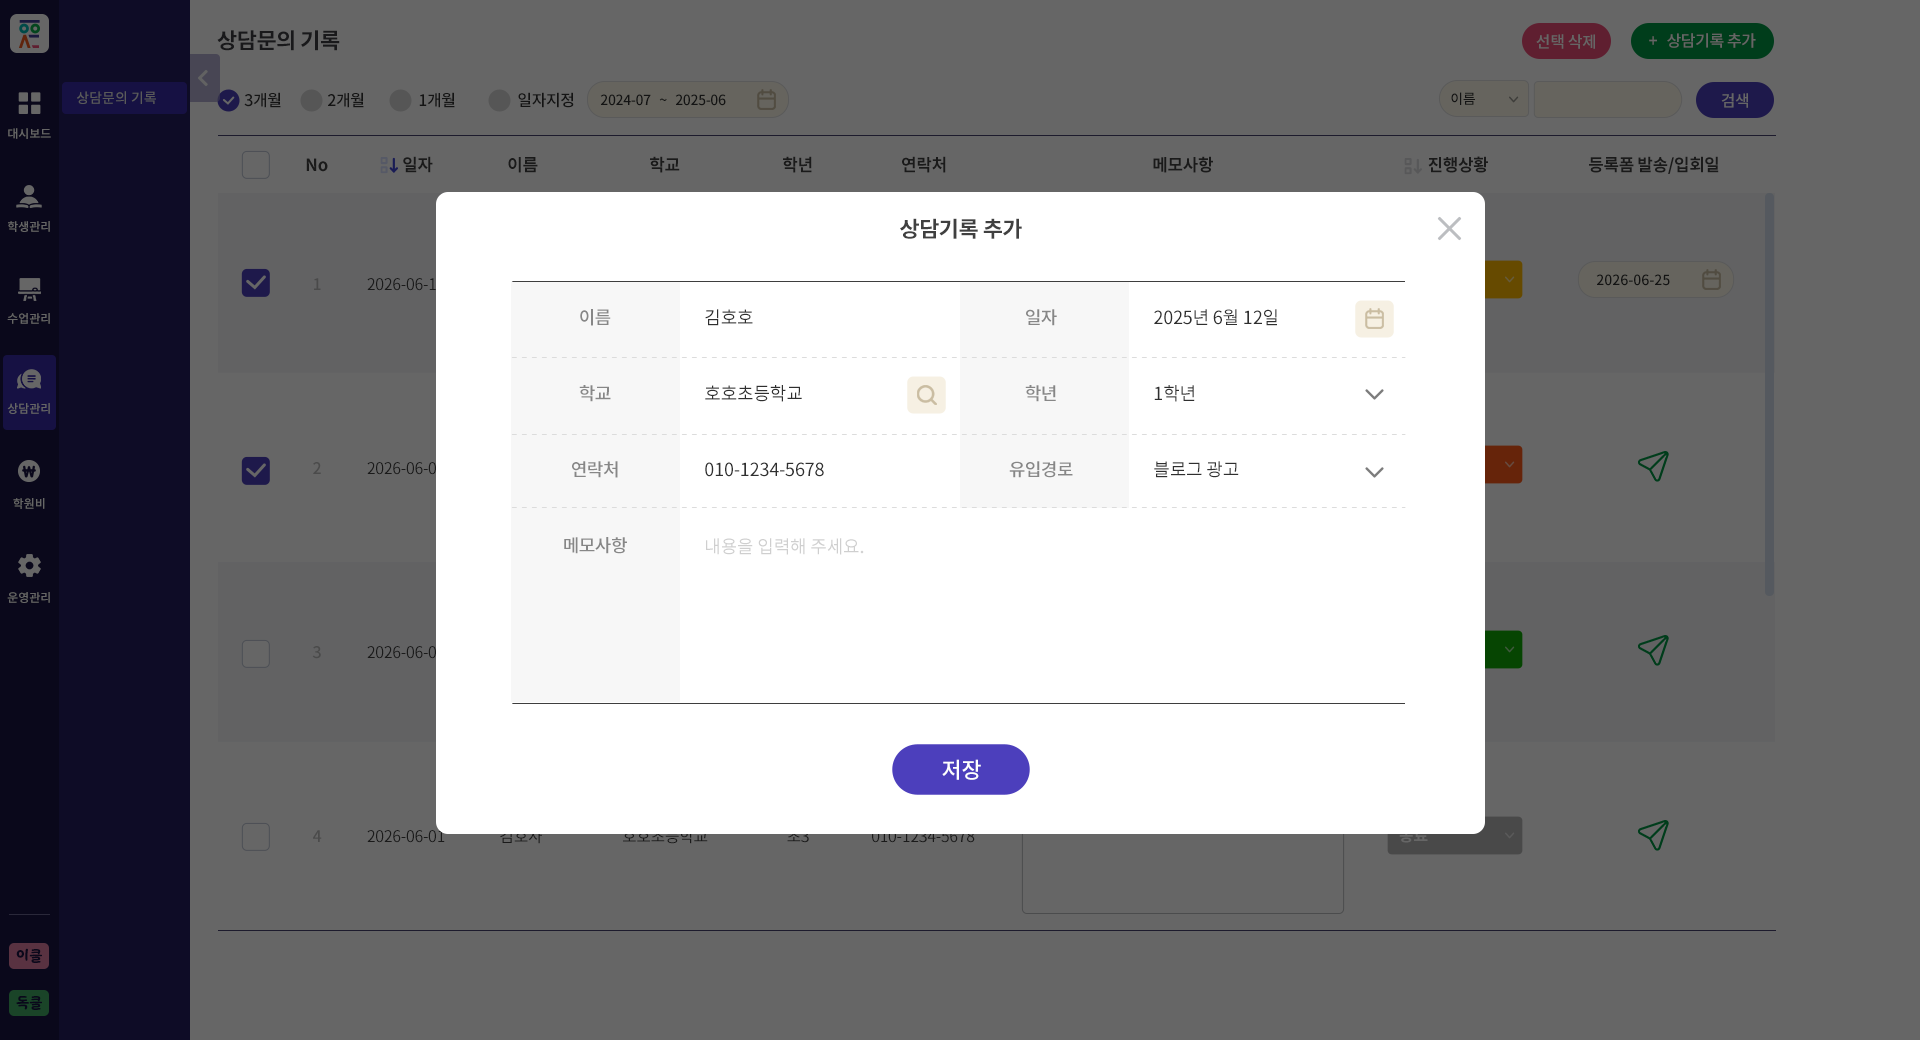 상담문의 기록
선택 삭제
+ 상담기록 추가
대시보드
상담문의 기록
3개월
2개월
1개월
일자지정
2024-07 ~ 2025-06
이름
검색
No
일자
이름
학교
학년
연락처
메모사항
진행상황
등록폼 발송/입회일
학생관리
수업관리
상담관리
학원비
운영관리
이클
독클
1
2026-06-1
2026-06-25
2
2026-06-0
3
2026-06-0
4
2026-06-01
김호사
호호초등학교
초3
010-1234-5678
종료
상담기록 추가
이름
김호호
일자
2025년 6월 12일
학교
호호초등학교
학년
1학년
연락처
010-1234-5678
유입경로
블로그 광고
메모사항
내용을 입력해 주세요.
저장